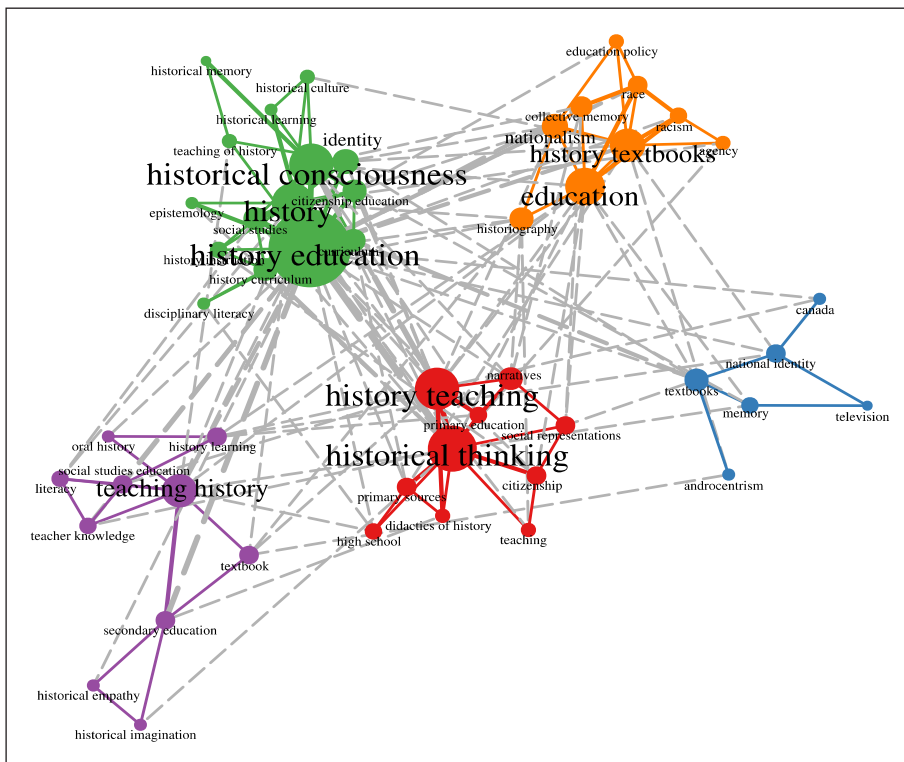 education policy
historical memory
historical culture
race
collective memory
historical learning
racism
nationalism
identity
teaching of history
history textbooks
agency
historical consciousness
education
citizenship education
epistemology
history
social studies
historiography
history education
curriculum
history instruction
history curriculum
canada
disciplinary literacy
national identity
narratives
textbooks
history teaching
memory
television
primary education
social representations
oral history
history learning
historical thinking
social studies education
literacy
teaching history
citizenship
androcentrism
primary sources
didactics of history
teacher knowledge
high school
teaching
textbook
secondary education
historical empathy
historical imagination